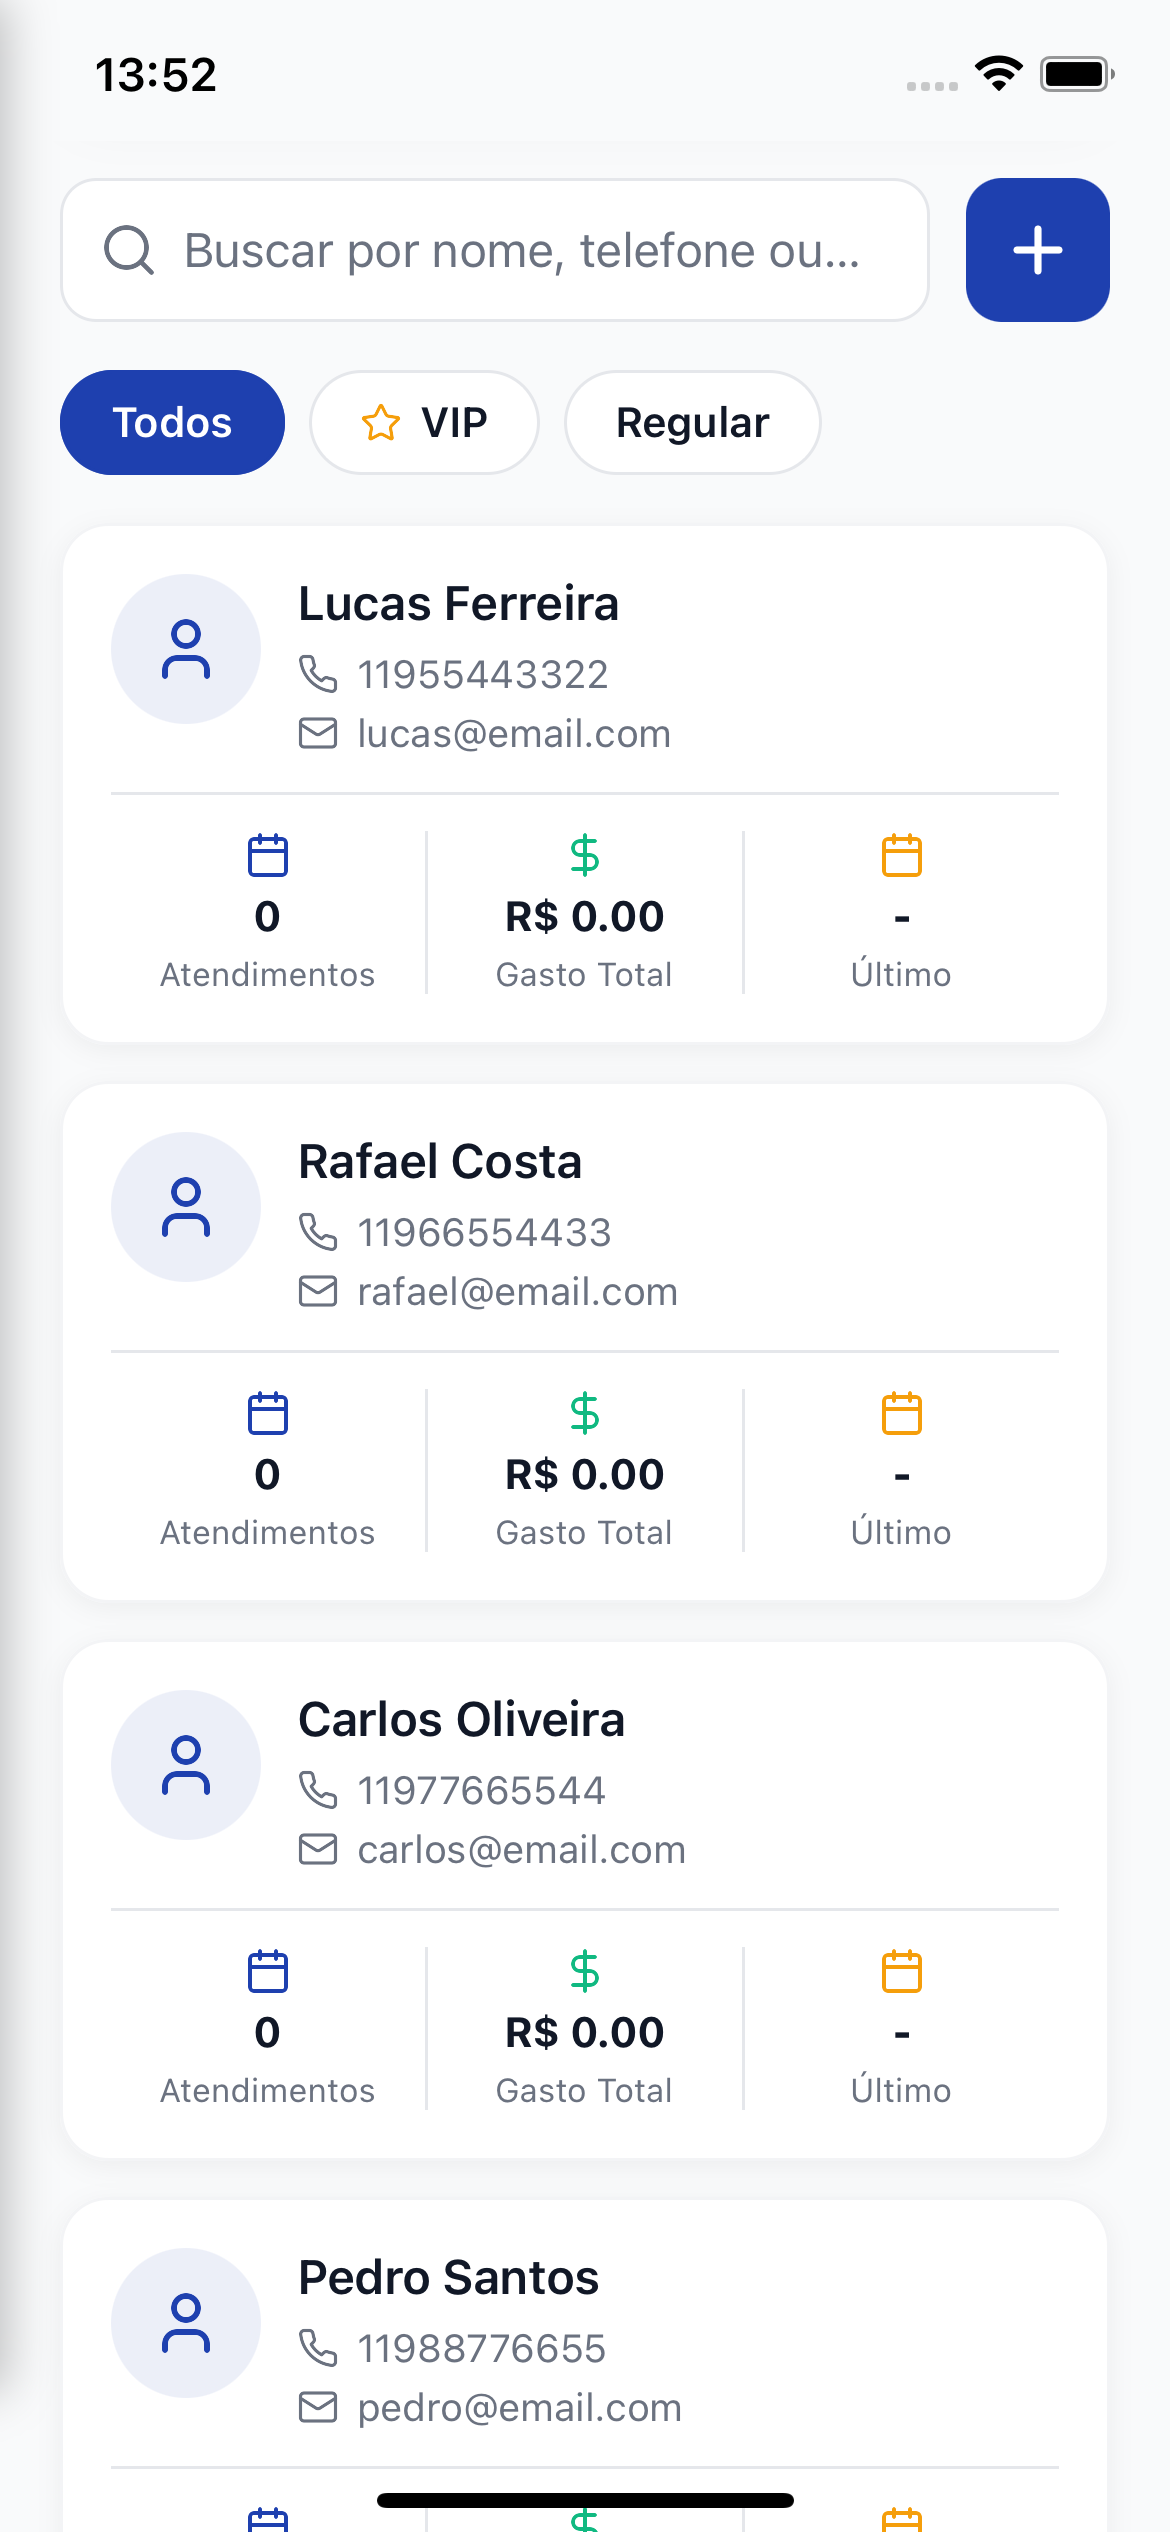 13:52
Buscar por nome, telefone ou...
Todos
VIP
Regular
Lucas Ferreira
11955443322
lucas@email.com
0
R$ 0.00
-
Atendimentos
Gasto Total
Último
Rafael Costa
11966554433
rafael@email.com
0
R$ 0.00
-
Atendimentos
Gasto Total
Último
Carlos Oliveira
11977665544
carlos@email.com
0
R$ 0.00
-
Atendimentos
Gasto Total
Último
Pedro Santos
11988776655
pedro@email.com